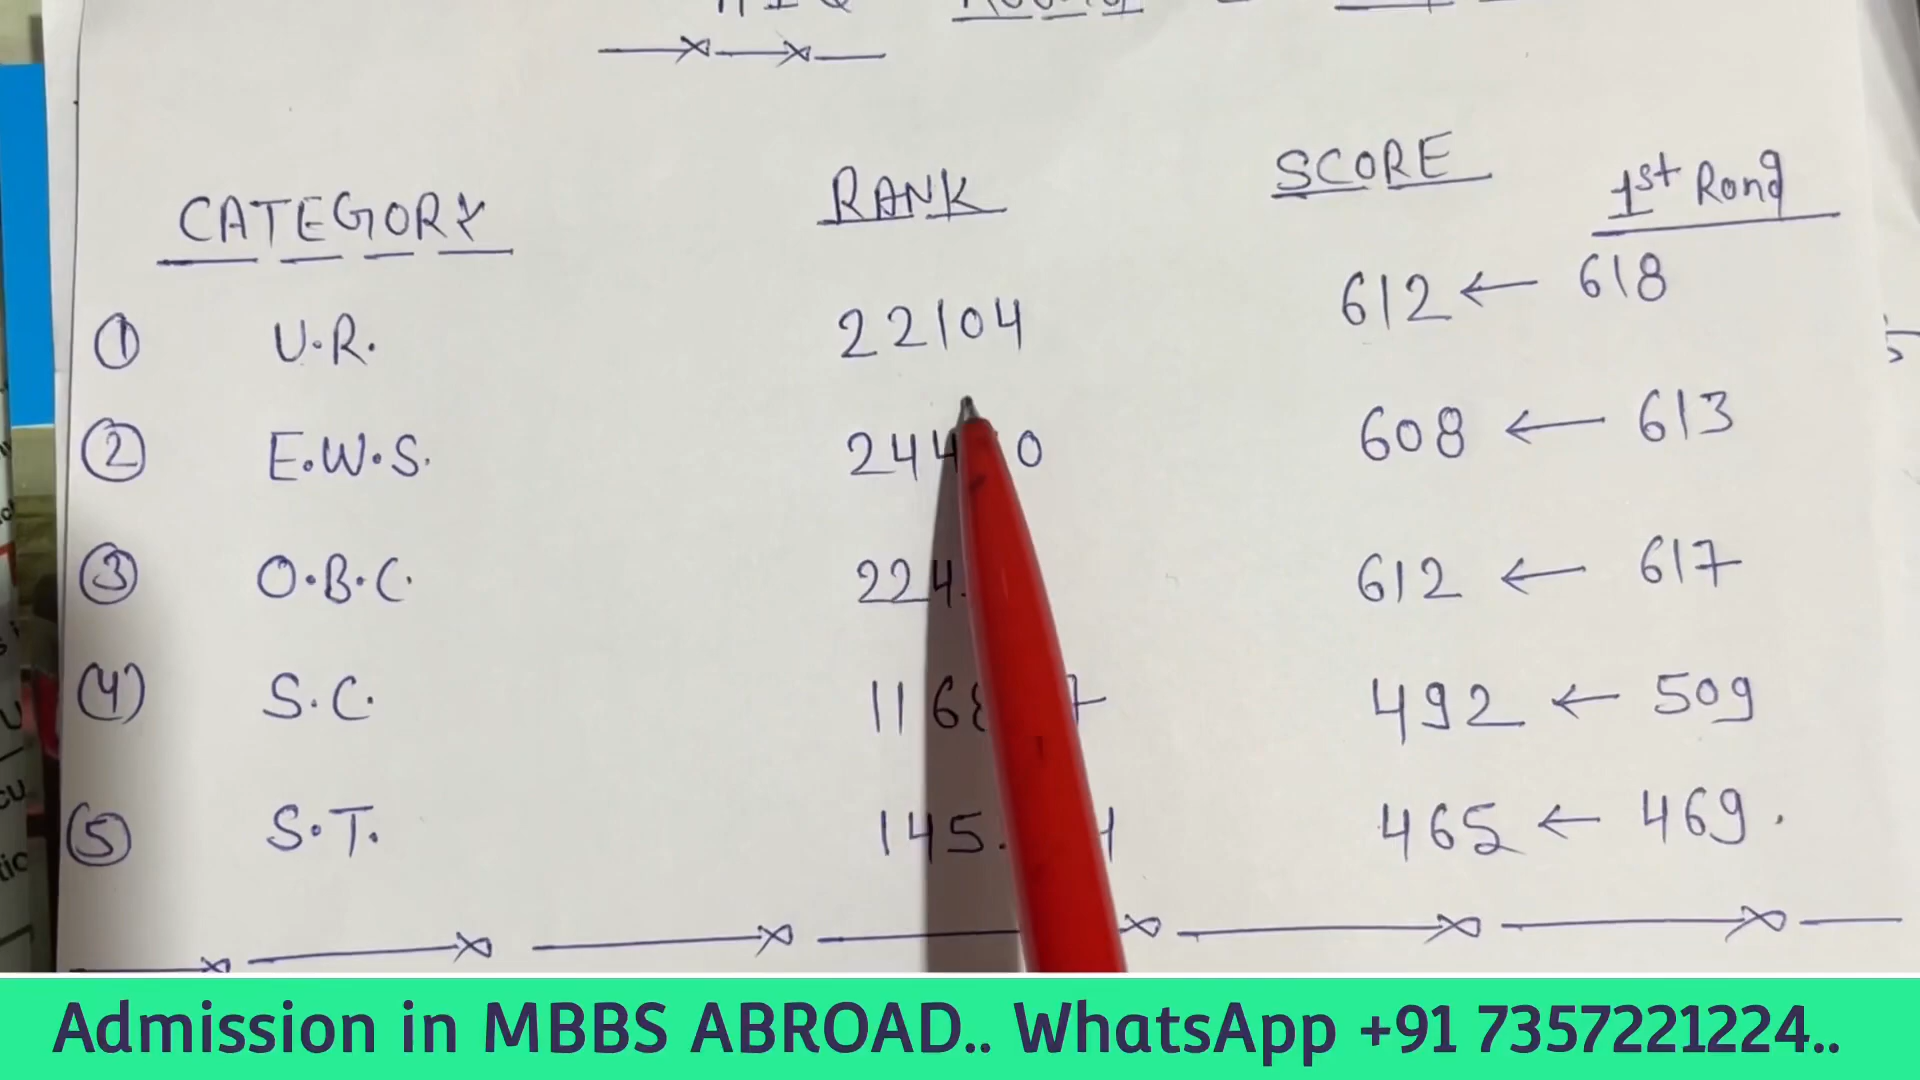 CATEGORY RANK SCORE 1st Rond
① U.R. 22104 612 ← 618
② E.W.S. 608 ← 613
③ O.B.C. 612 ← 617
(4) S.C. 492 ← 509
⑤ S.T. 465 ← 469.
Admission in MBBS ABROAD.. WhatsApp +91 7357221224..